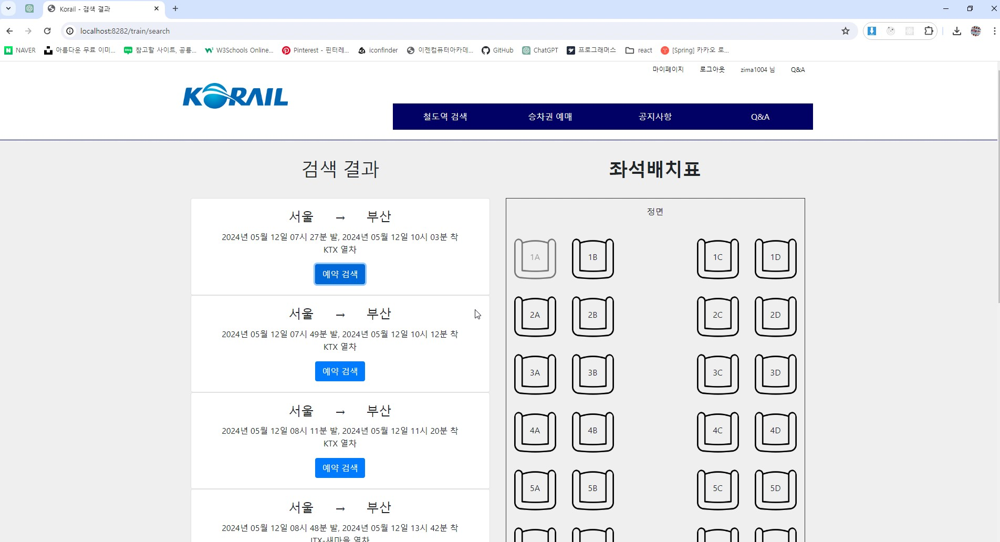 Korail - 검색 결과
localhost:8282/train/search
NAVER 아름다운 무료 이미... 참고할 사이트, 공룡... W3Schools Online... Pinterest - 핀터레... iconfinder 이젠컴퓨터아카데... GitHub ChatGPT 프로그래머스 react [Spring] 카카오 로...
마이페이지 로그아웃 zima1004 님 Q&A
KORAIL
철도역 검색 승차권 예매 공지사항 Q&A
검색 결과
서울 → 부산
2024년 05월 12일 07시 27분 발, 2024년 05월 12일 10시 03분 착
KTX 열차
예약 검색
서울 → 부산
2024년 05월 12일 07시 49분 발, 2024년 05월 12일 10시 12분 착
KTX 열차
예약 검색
서울 → 부산
2024년 05월 12일 08시 11분 발, 2024년 05월 12일 11시 20분 착
KTX 열차
예약 검색
서울 → 부산
2024년 05월 12일 08시 48분 발, 2024년 05월 12일 13시 42분 착
ITX-새마을 열차
좌석배치표
정면
1A 1B 1C 1D
2A 2B 2C 2D
3A 3B 3C 3D
4A 4B 4C 4D
5A 5B 5C 5D